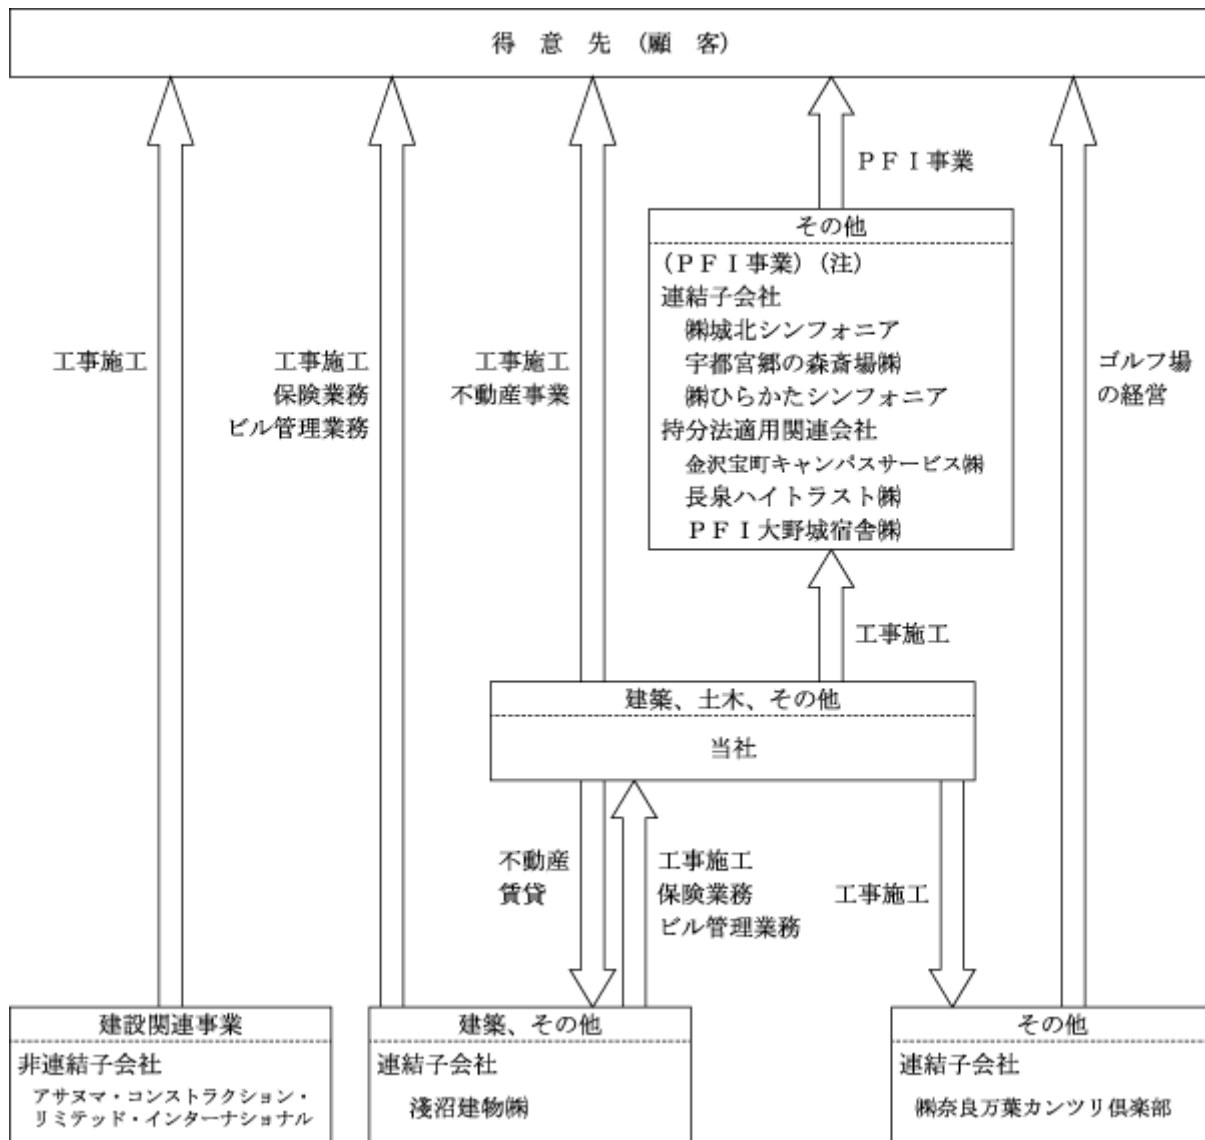 得 意 先 (顧 客)
ＰＦＩ事業
その他
(ＰＦＩ事業) (注)
連結子会社
㈱城北シンフォニア
宇都宮郷の森斎場㈱
㈱ひらかたシンフォニア
持分法適用関連会社
金沢宝町キャンパスサービス㈱
長泉ハイトラスト㈱
ＰＦＩ大野城宿舎㈱
工事施工
工事施工
保険業務
ビル管理業務
工事施工
不動産事業
ゴルフ場
の経営
工事施工
建築、土木、その他
当社
不動産
賃貸
工事施工
保険業務
ビル管理業務
工事施工
建設関連事業
非連結子会社
アサヌマ・コンストラクション・
リミテッド・インターナショナル
建築、その他
連結子会社
淺沼建物㈱
その他
連結子会社
㈱奈良万葉カンツリ倶楽部